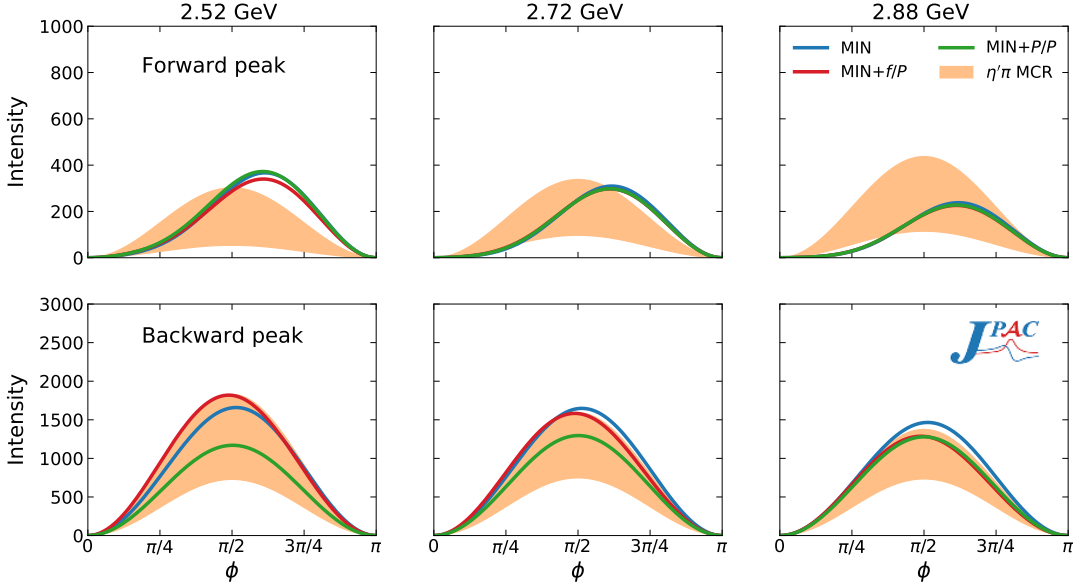 2.52 GeV 2.72 GeV 2.88 GeV
1000
800
600
400
200
0
Intensity
Forward peak
MIN MIN+P/P
MIN+f/P η′π MCR
3000
2500
2000
1500
1000
500
0
Intensity
Backward peak
JPAC
0 π/4 π/2 3π/4 π
π/4 π/2 3π/4 0 π/4 π/2 3π/4 π
ϕ ϕ ϕ